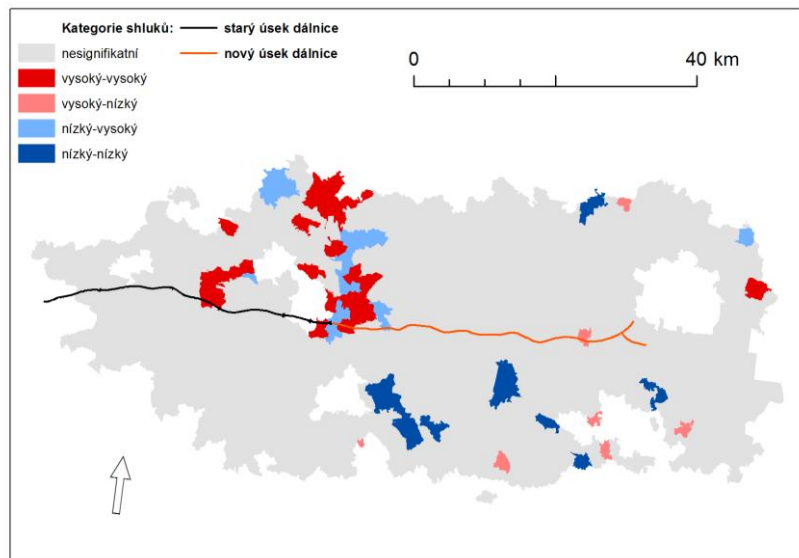 Kategorie shluků:
nesignifikatní
vysoký-vysoký
vysoký-nízký
nízký-vysoký
nízký-nízký
starý úsek dálnice
nový úsek dálnice
0 40 km